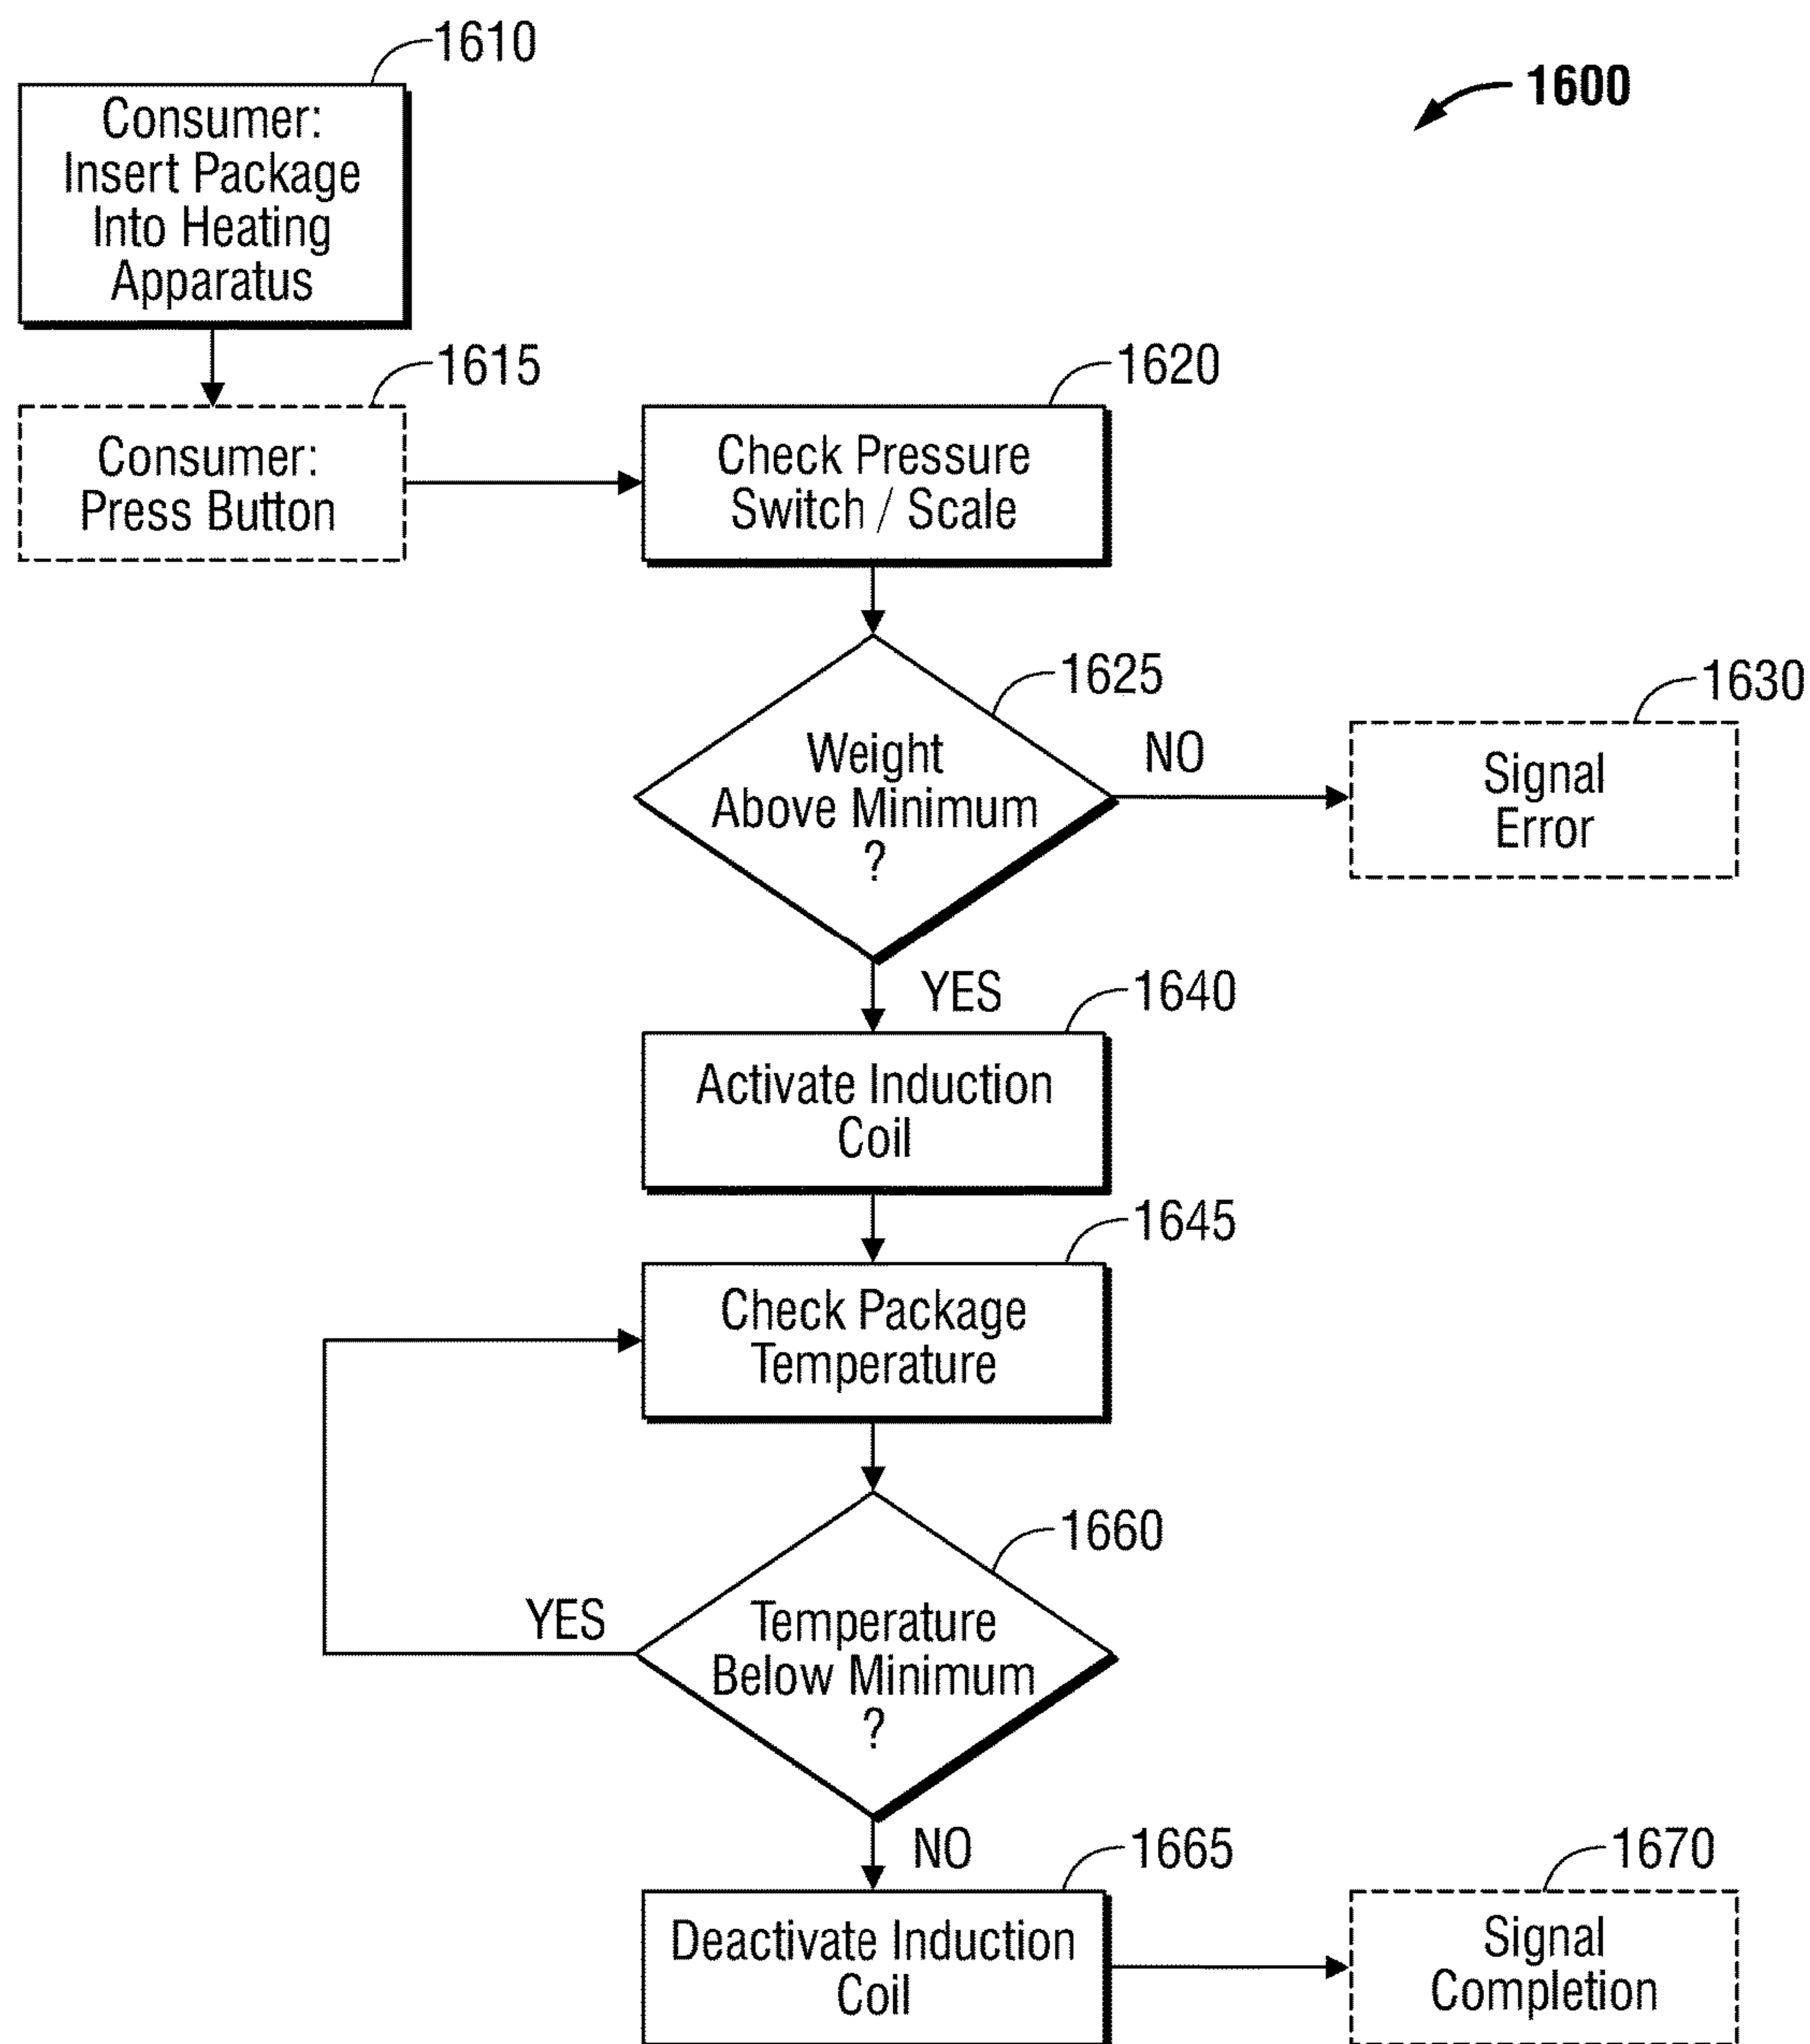 1610
1600
Consumer:
Insert Package
Into Heating
Apparatus
1615
Consumer:
Press Button
1620
Check Pressure
Switch / Scale
1625
Weight
Above Minimum
?
NO
1630
Signal
Error
YES
1640
Activate Induction
Coil
1645
Check Package
Temperature
1660
Temperature
Below Minimum
?
YES
NO
1665
Deactivate Induction
Coil
1670
Signal
Completion